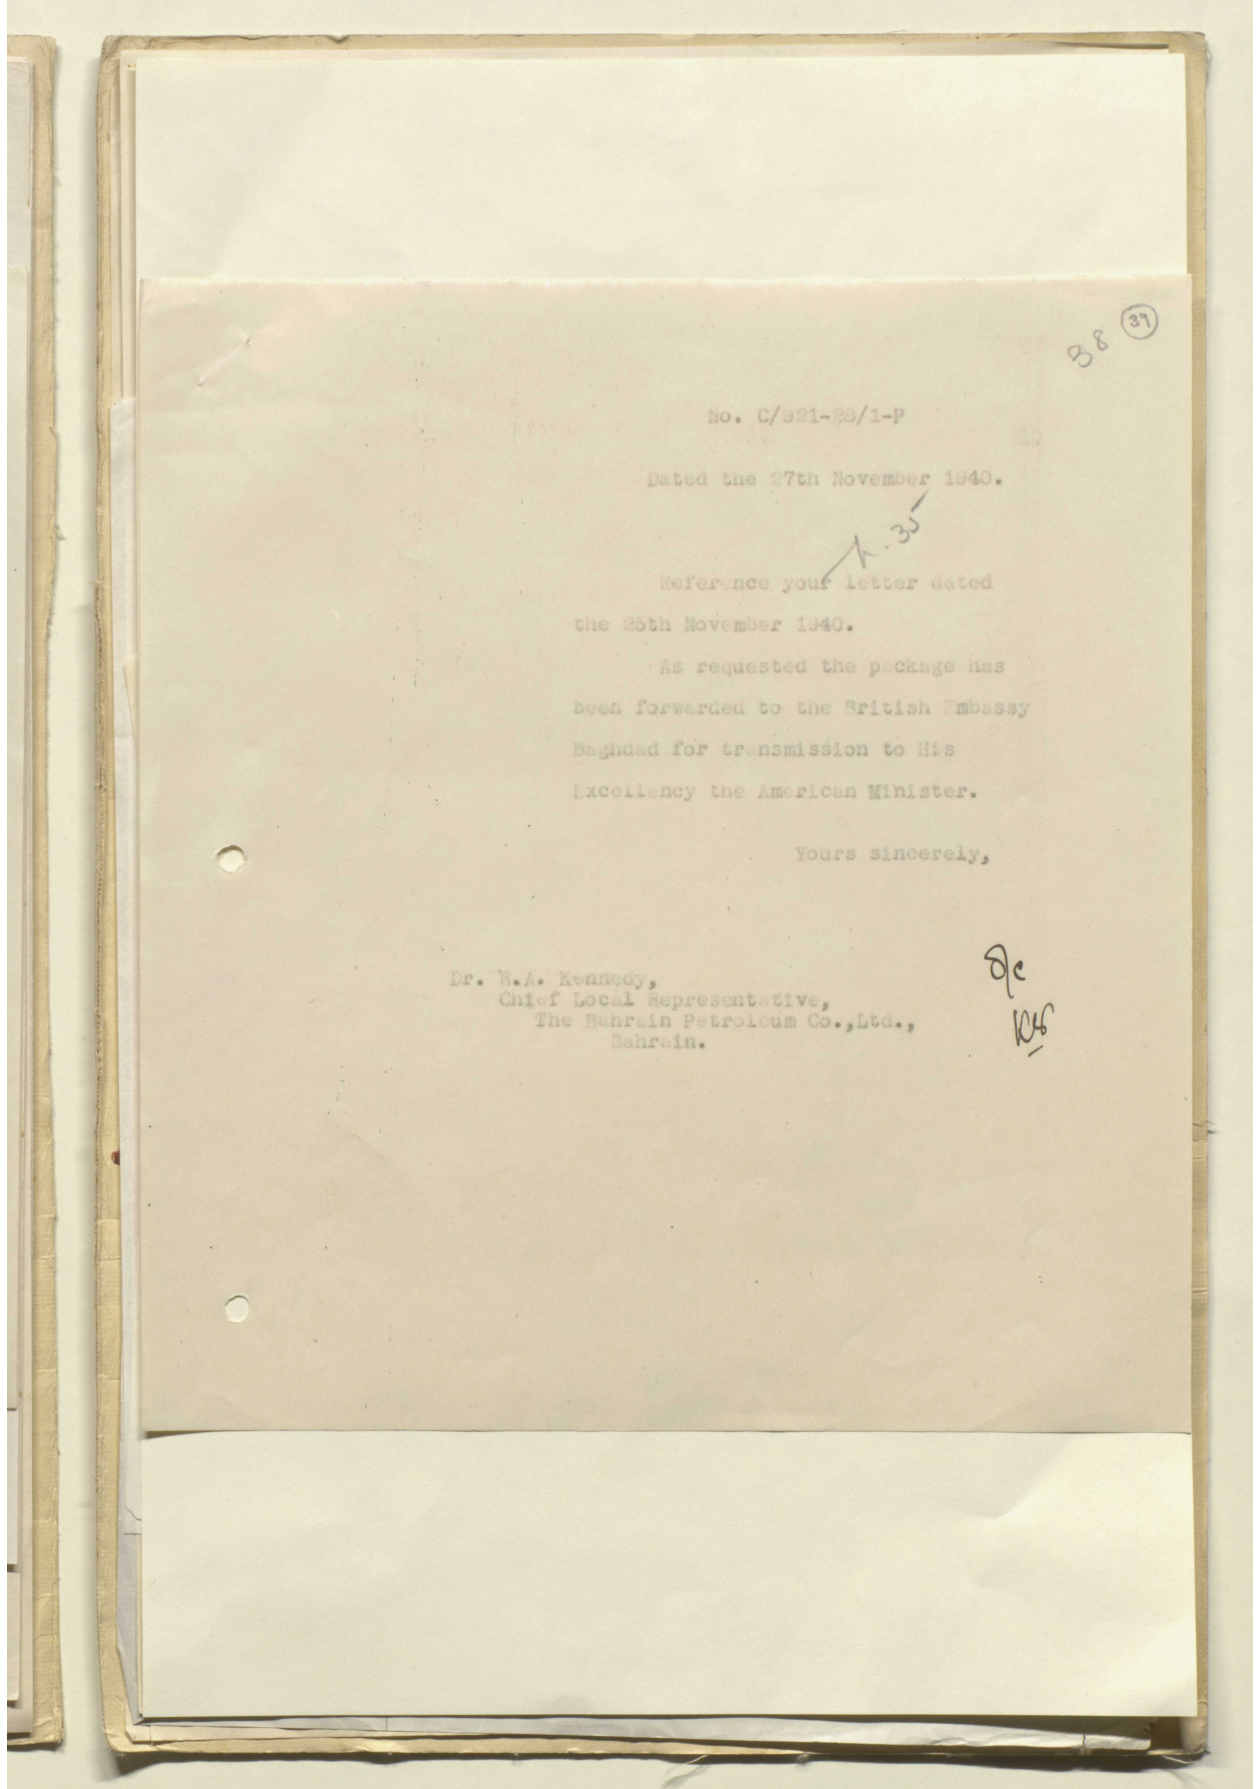 39
38
No. C/921-28/1-P
Dated the 27th November 1940.
p. 35
Reference your letter dated
the 25th November 1940.
As requested the package has
been forwarded to the British Embassy
Baghdad for transmission to His
Excellency the American Minister.
Yours sincerely,
Dr. R.A. Kennedy,
Chief Local Representative,
The Bahrain Petroleum Co.,Ltd.,
Bahrain.